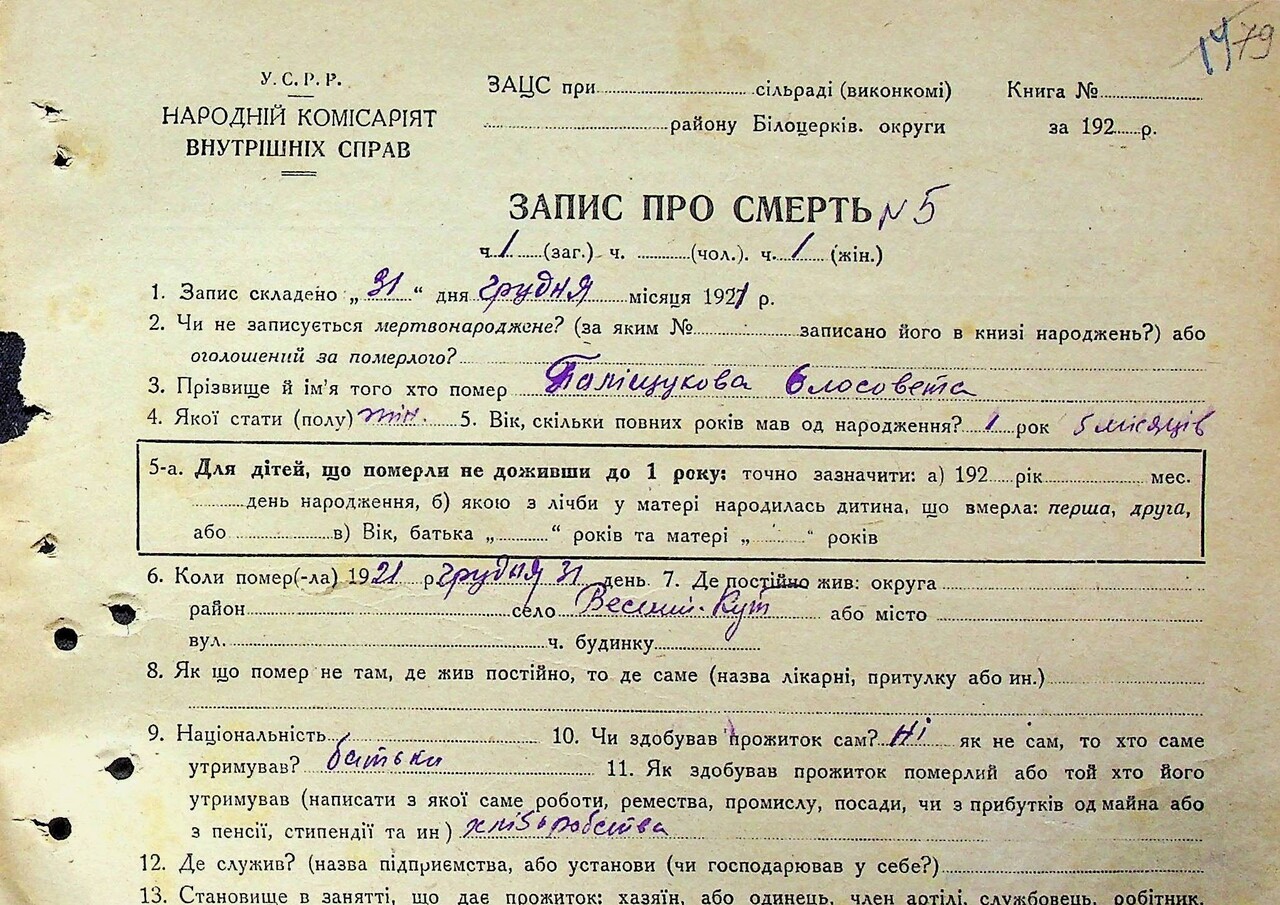 79
У.С.Р.Р.
НАРОДНІЙ КОМІСАРІЯТ
ВНУТРІШНІХ СПРАВ
ЗАЦС при..........сільраді (виконкомі)
..........району Білоцерків. округи
Книга №..........
за 192.....р.
ЗАПИС ПРО СМЕРТЬ № 5
ч. 1 (заг.) ч. ..........(чол.). ч. 1 (жін.)
1. Запис складено „ 31 “ дня грудня місяця 1921 р.
2. Чи не записується мертвонароджене? (за яким №..........записано його в книзі народжень?) або
оголошений за померлого?..........
3. Прізвище й ім’я того хто помер Паліщукова Єлосовета
4. Якої стати (полу) жін. 5. Вік, скільки повних років мав од народження? 1 рок 5 місяців
5-а. Для дітей, що померли не доживши до 1 року: точно зазначити: а) 192.....рік..........мес.
..........день народження, б) якою з лічби у матері народилась дитина, що вмерла: перша, друга,
або ..........в) Вік, батька „..........“ років та матері „..........“ років
6. Коли помер(-ла) 1921 р. грудня 31 день 7. Де постійно жив: округа..........
район..........село Веселий-Кут або місто..........
вул...........ч. будинку..........
8. Як що помер не там, де жив постійно, то де саме (назва лікарні, притулку або ин.)..........
9. Національність.......... 10. Чи здобував прожиток сам? Ні як не сам, то хто саме
утримував? батьки 11. Як здобував прожиток померлий або той хто його
утримував (написати з якої саме роботи, ремества, промислу, посади, чи з прибутків од майна або
з пенсії, стипендії та ин) хліборобства
12. Де служив? (назва підприємства, або установи (чи господарював у себе?)..........
13. Становище в занятті, що дає прожиток: хазяїн, або одинець, член артілі, службовець, робітник,